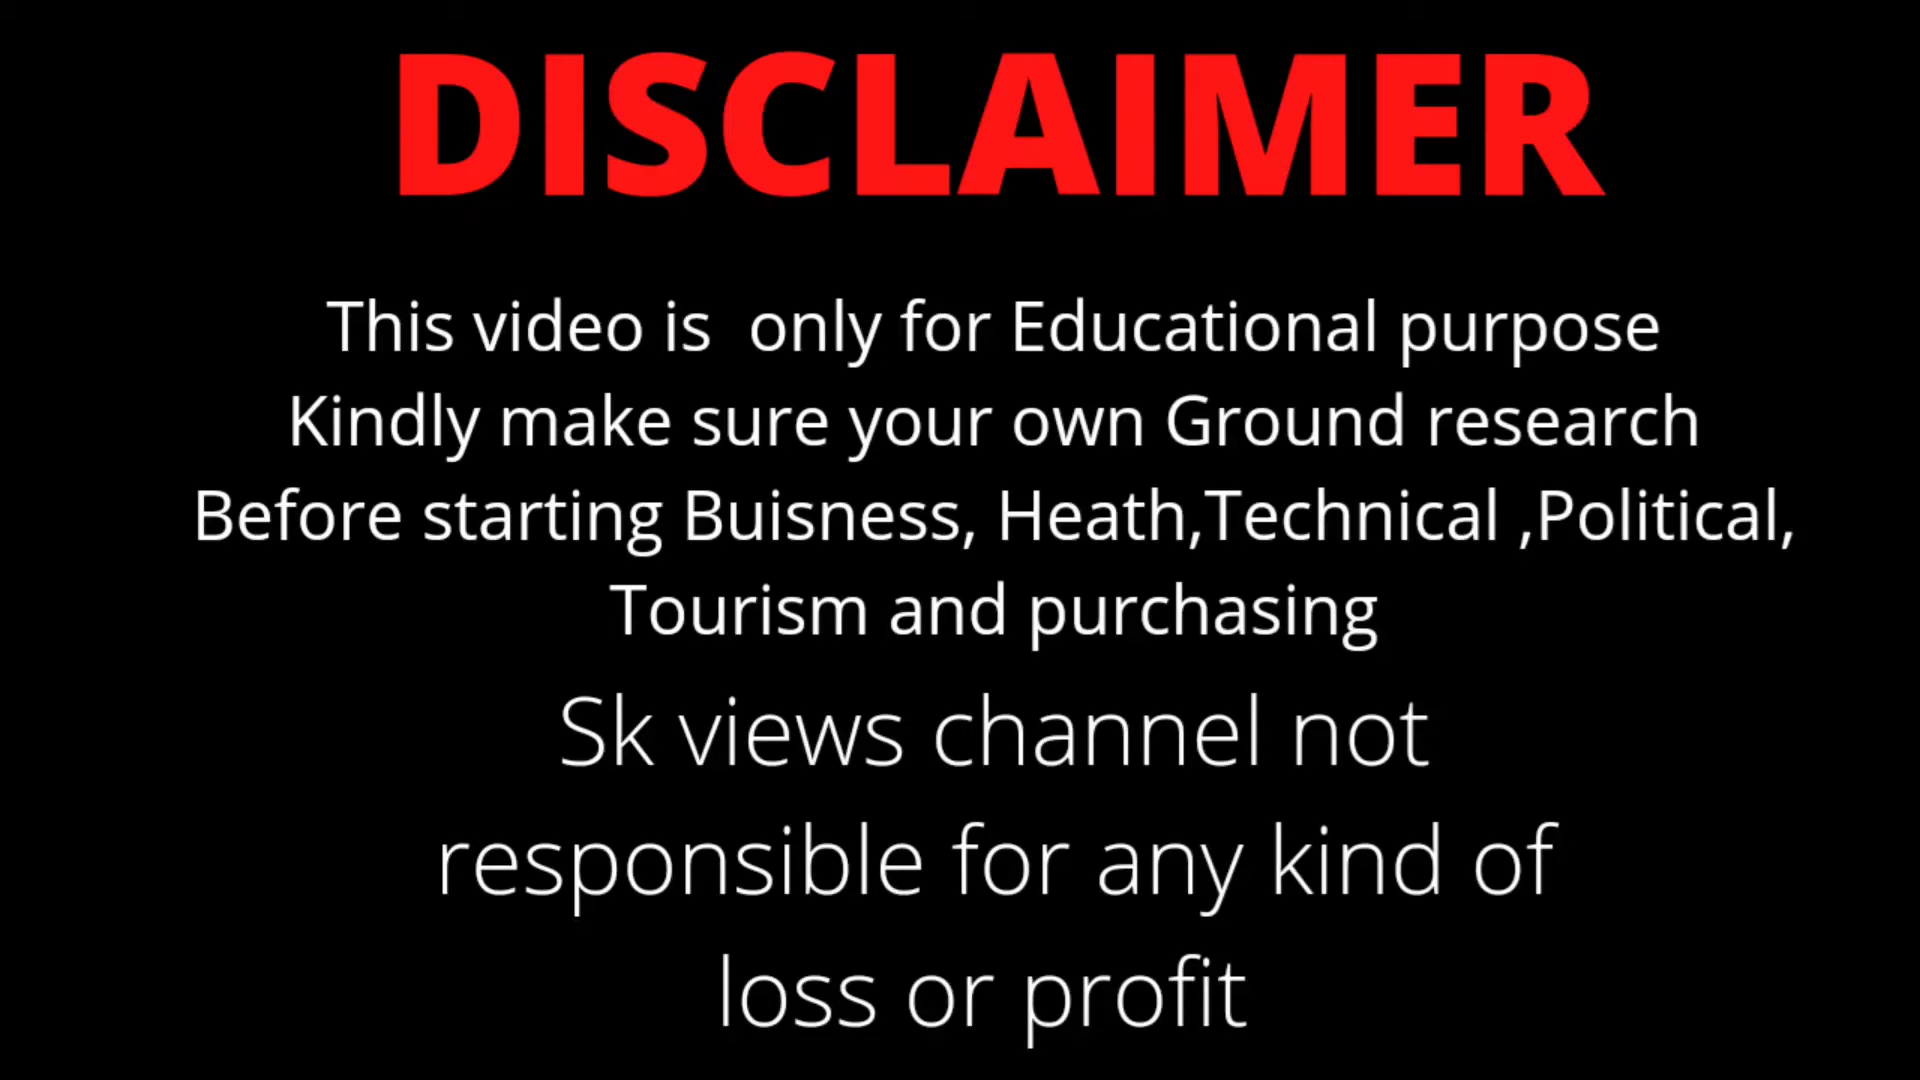 DISCLAIMER
This video is  only for Educational purpose
Kindly make sure your own Ground research
Before starting Buisness, Heath,Technical ,Political,
Tourism and purchasing
Sk views channel not
responsible for any kind of
loss or profit